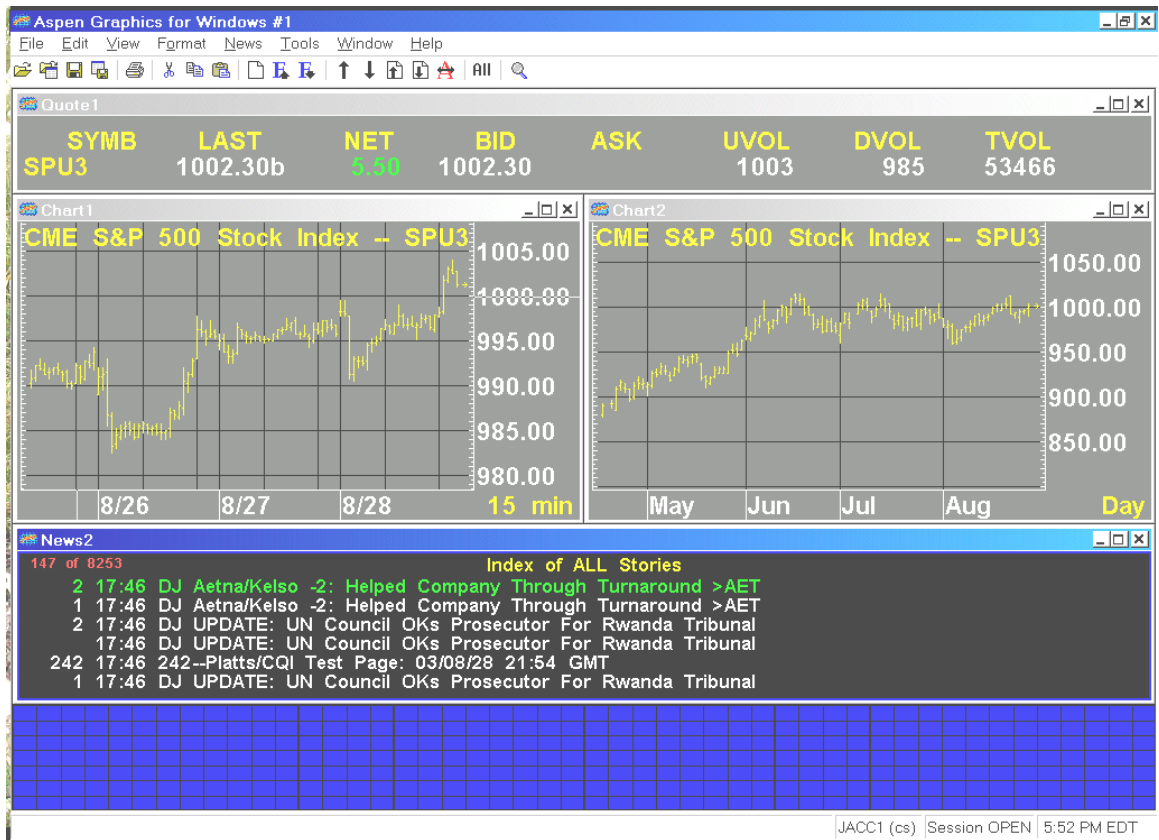 Aspen Graphics for Windows #1
File Edit View Format News Tools Window Help
All
Quote1
SYMB LAST NET BID ASK UVOL DVOL TVOL
SPU3 1002.30b 5.50 1002.30 1003 985 53466
Chart1
CME S&P 500 Stock Index -- SPU3
1005.00
1000.00
995.00
990.00
985.00
980.00
8/26 8/27 8/28 15 min
Chart2
CME S&P 500 Stock Index -- SPU3
1050.00
1000.00
950.00
900.00
850.00
May Jun Jul Aug Day
News2
147 of 8253 Index of ALL Stories
2 17:46 DJ Aetna/Kelso -2: Helped Company Through Turnaround >AET
1 17:46 DJ Aetna/Kelso -2: Helped Company Through Turnaround >AET
2 17:46 DJ UPDATE: UN Council OKs Prosecutor For Rwanda Tribunal
17:46 DJ UPDATE: UN Council OKs Prosecutor For Rwanda Tribunal
242 17:46 242--Platts/CQI Test Page: 03/08/28 21:54 GMT
1 17:46 DJ UPDATE: UN Council OKs Prosecutor For Rwanda Tribunal
JACC1 (cs) Session OPEN 5:52 PM EDT